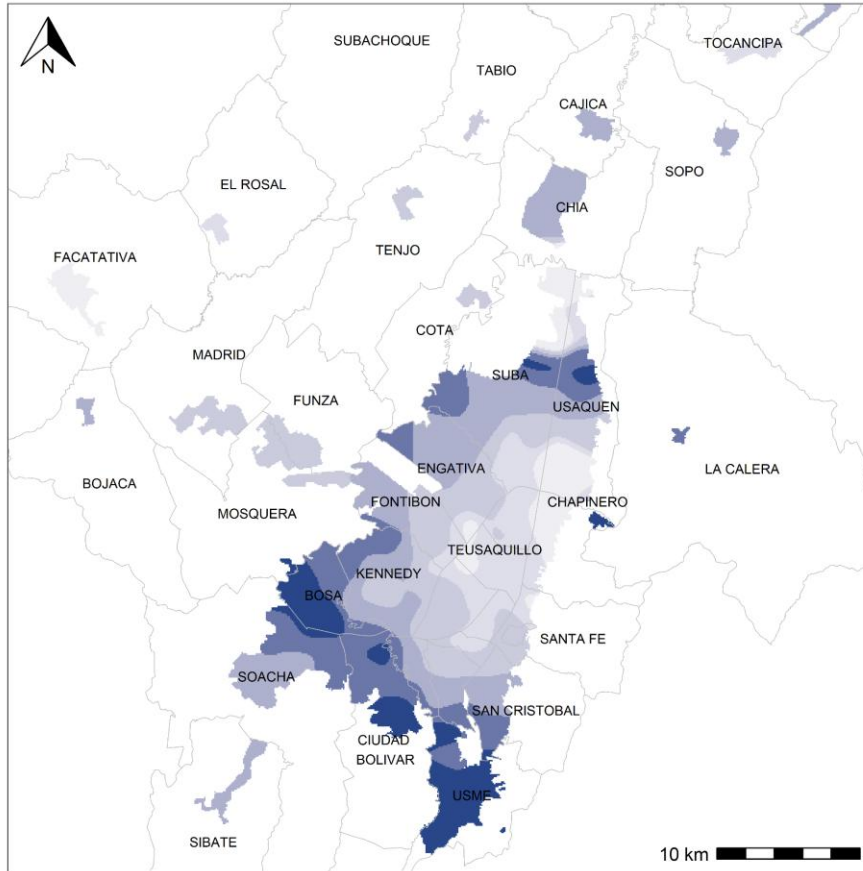 SUBACHOQUE
TOCANCIPA
N
TABIO
CAJICA
SOPO
EL ROSAL
CHIA
TENJO
FACATATIVA
COTA
MADRID
SUBA
FUNZA
USAQUEN
ENGATIVA
LA CALERA
BOJACA
FONTIBON
CHAPINERO
MOSQUERA
TEUSAQUILLO
KENNEDY
BOSA
SANTA FE
SOACHA
SAN CRISTOBAL
CIUDAD
BOLIVAR
USME
SIBATE
10 km